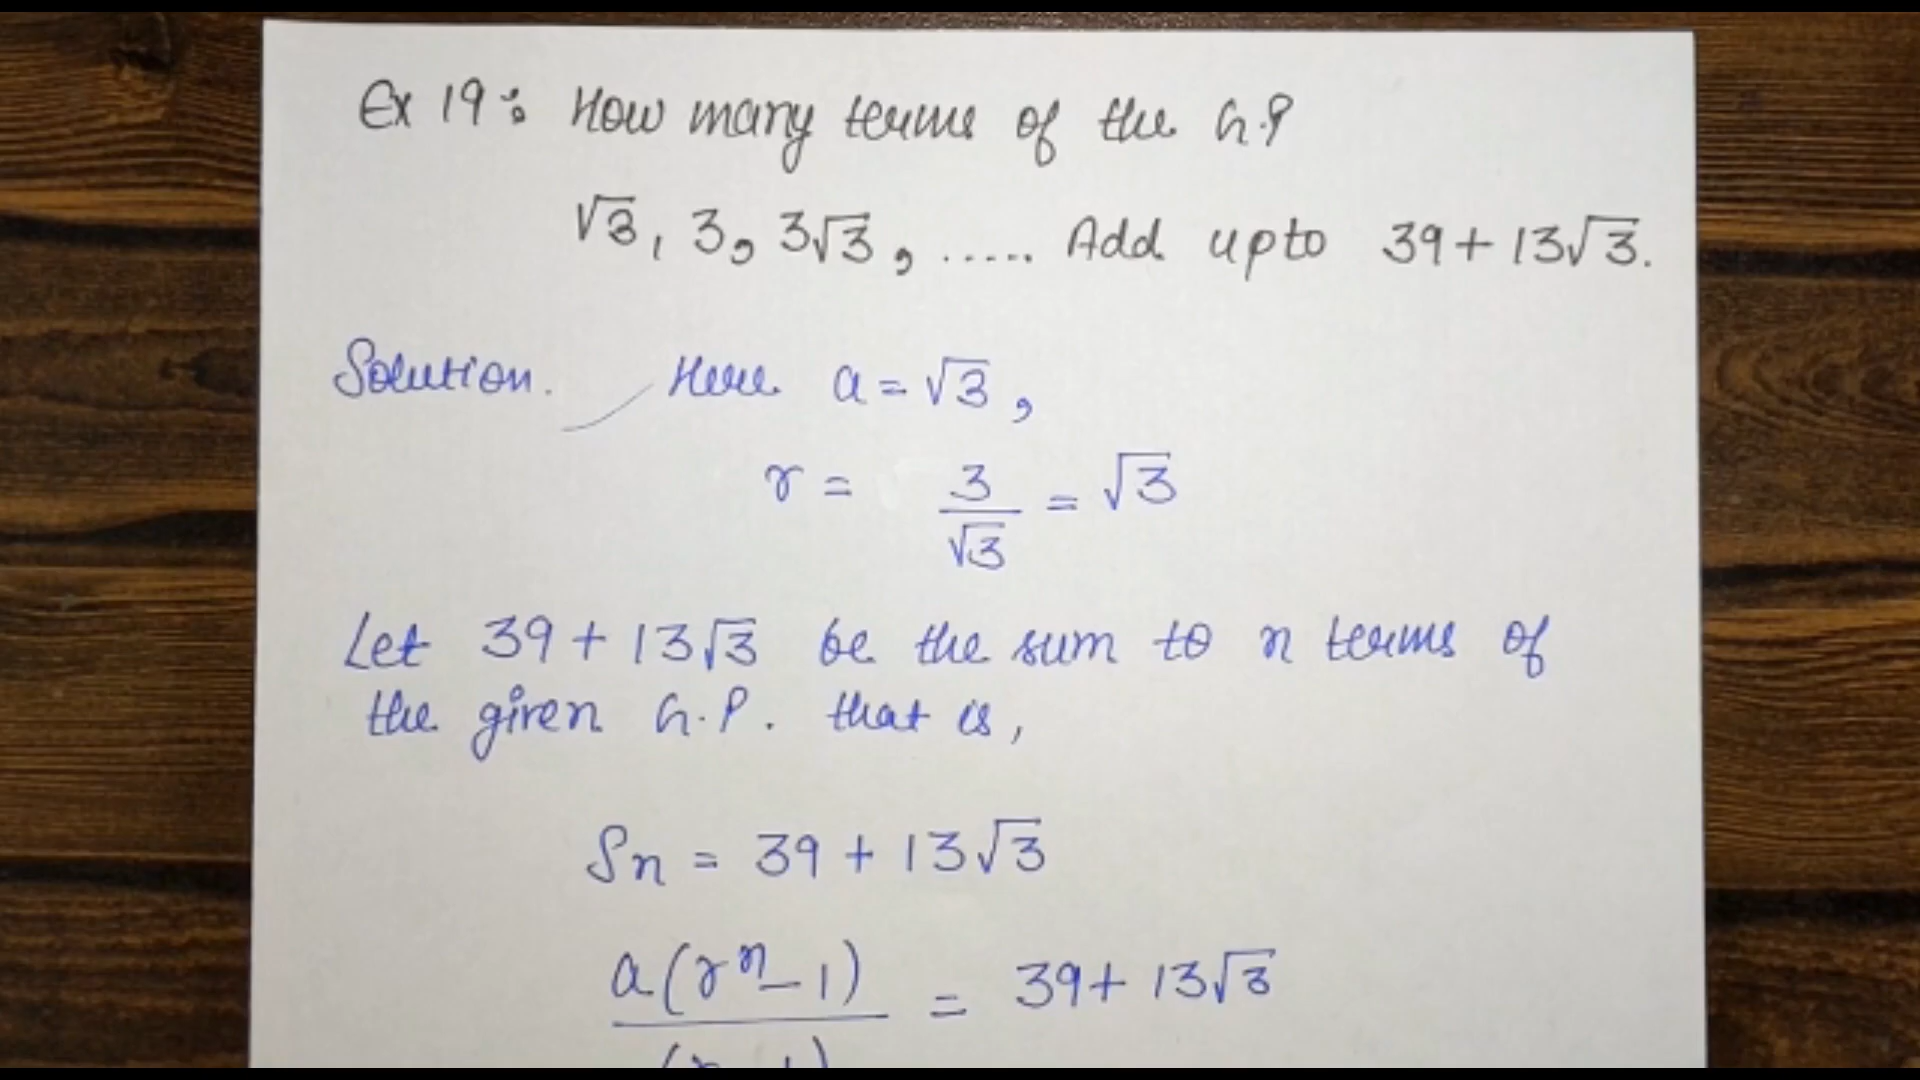 Ex 19: How many terms of the G.P
√3, 3, 3√3, ..... Add upto 39 + 13√3.
Solution. Here a = √3,
r = 3/√3 = √3
Let 39 + 13√3 be the sum to n terms of
the given G.P. that is,
Sn = 39 + 13√3
a(r^n - 1)/(r - 1) = 39 + 13√3